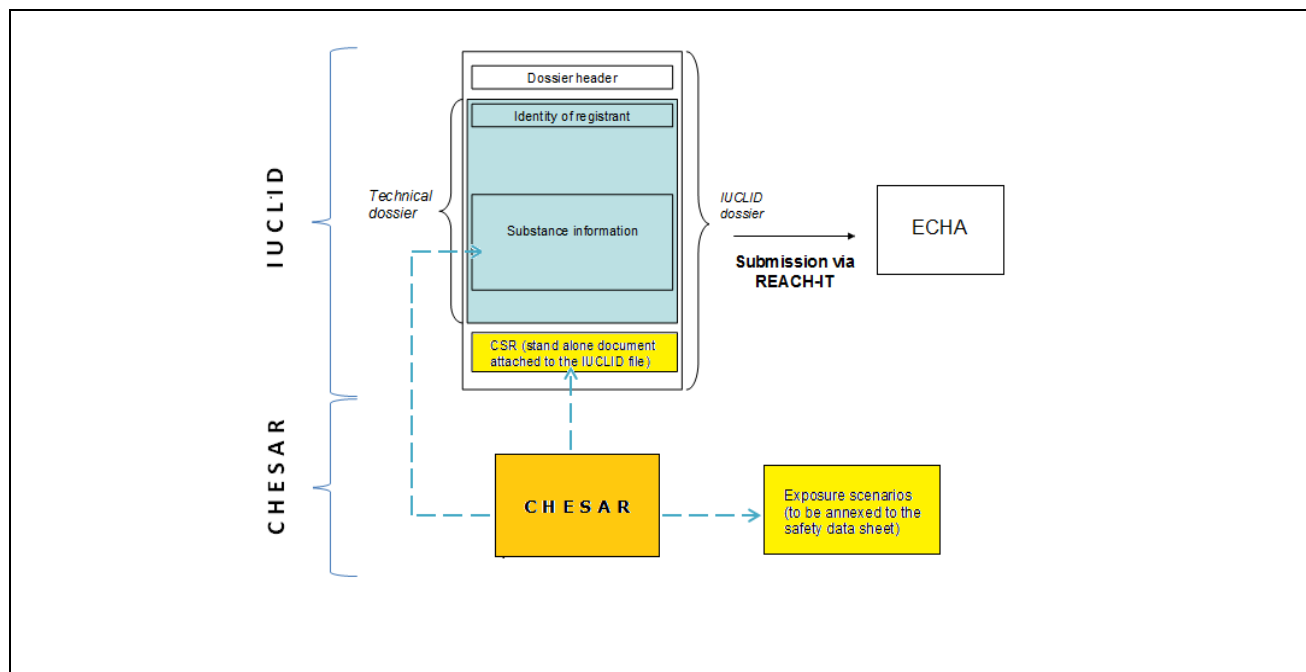 IUCLID
Dossier header
Identity of registrant
Technical
dossier
Substance information
IUCLID
dossier
Submission via
REACH-IT
ECHA
CSR (stand alone document
attached to the IUCLID file)
CHESAR
CHESAR
Exposure scenarios
(to be annexed to the
safety data sheet)